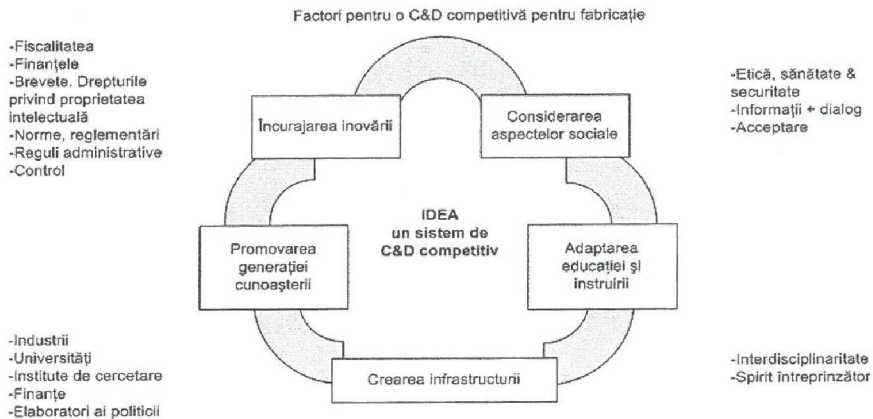 Factori pentru o C&D competitivă pentru fabricație
-Fiscalitatea
-Finanțele
-Brevete. Drepturile
privind proprietatea
intelectuală
-Norme, reglementări
-Reguli administrative
-Control
-Etică, sănătate &
securitate
-Informații + dialog
-Acceptare
Încurajarea inovării
Considerarea
aspectelor sociale
IDEA
un sistem de
C&D competitiv
Promovarea
generației
cunoașterii
Adaptarea
educației și
instruirii
Crearea infrastructurii
-Industrii
-Universități
-Institute de cercetare
-Finanțe
-Elaboratori ai politicii
-Interdisciplinaritate
-Spirit întreprinzător